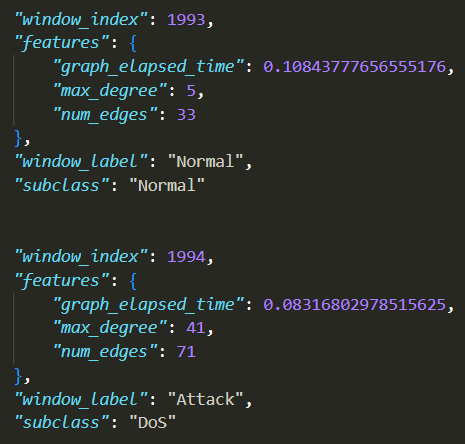 "window_index": 1993,
"features": {
"graph_elapsed_time": 0.10843777656555176,
"max_degree": 5,
"num_edges": 33
},
"window_label": "Normal",
"subclass": "Normal"
"window_index": 1994,
"features": {
"graph_elapsed_time": 0.08316802978515625,
"max_degree": 41,
"num_edges": 71
},
"window_label": "Attack",
"subclass": "DoS"